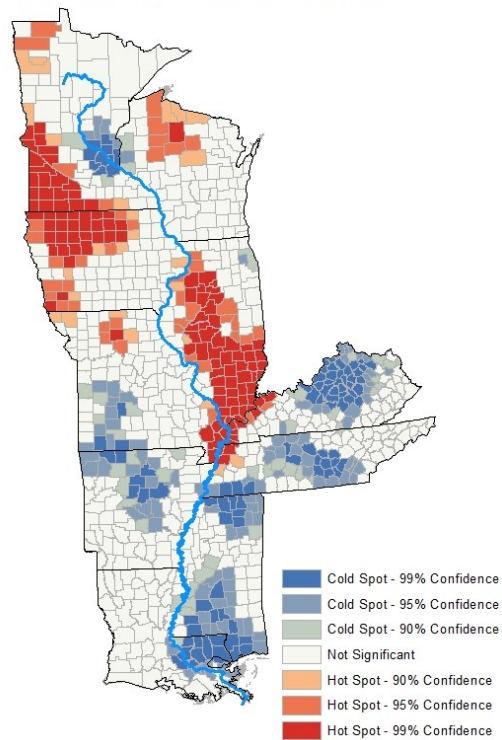 Cold Spot - 99% Confidence
Cold Spot - 95% Confidence
Cold Spot - 90% Confidence
Not Significant
Hot Spot - 90% Confidence
Hot Spot - 95% Confidence
Hot Spot - 99% Confidence